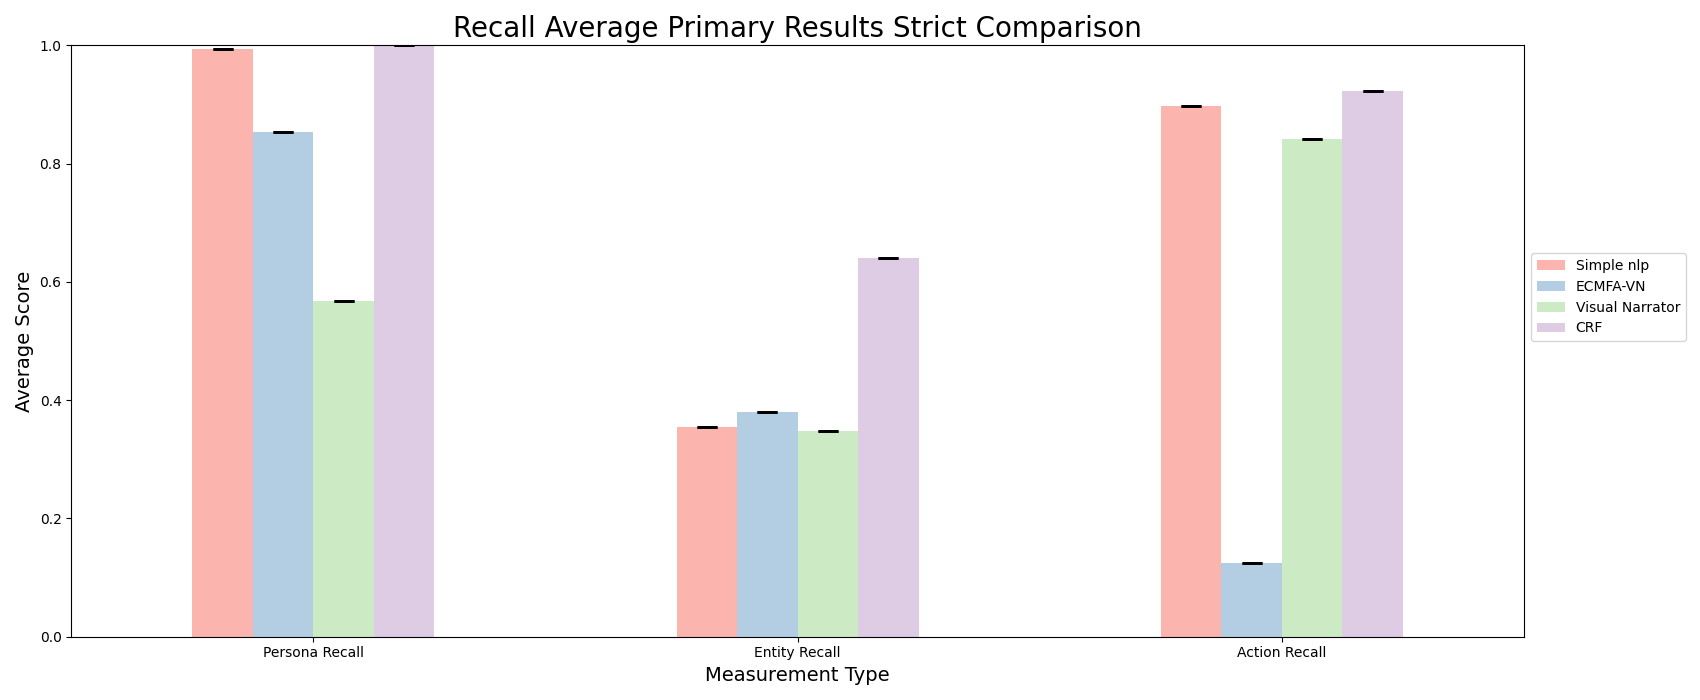 Recall Average Primary Results Strict Comparison
1.0
0.8
0.6
0.4
0.2
0.0
Average Score
Persona Recall
Entity Recall
Action Recall
Measurement Type
Simple nlp
ECMFA-VN
Visual Narrator
CRF